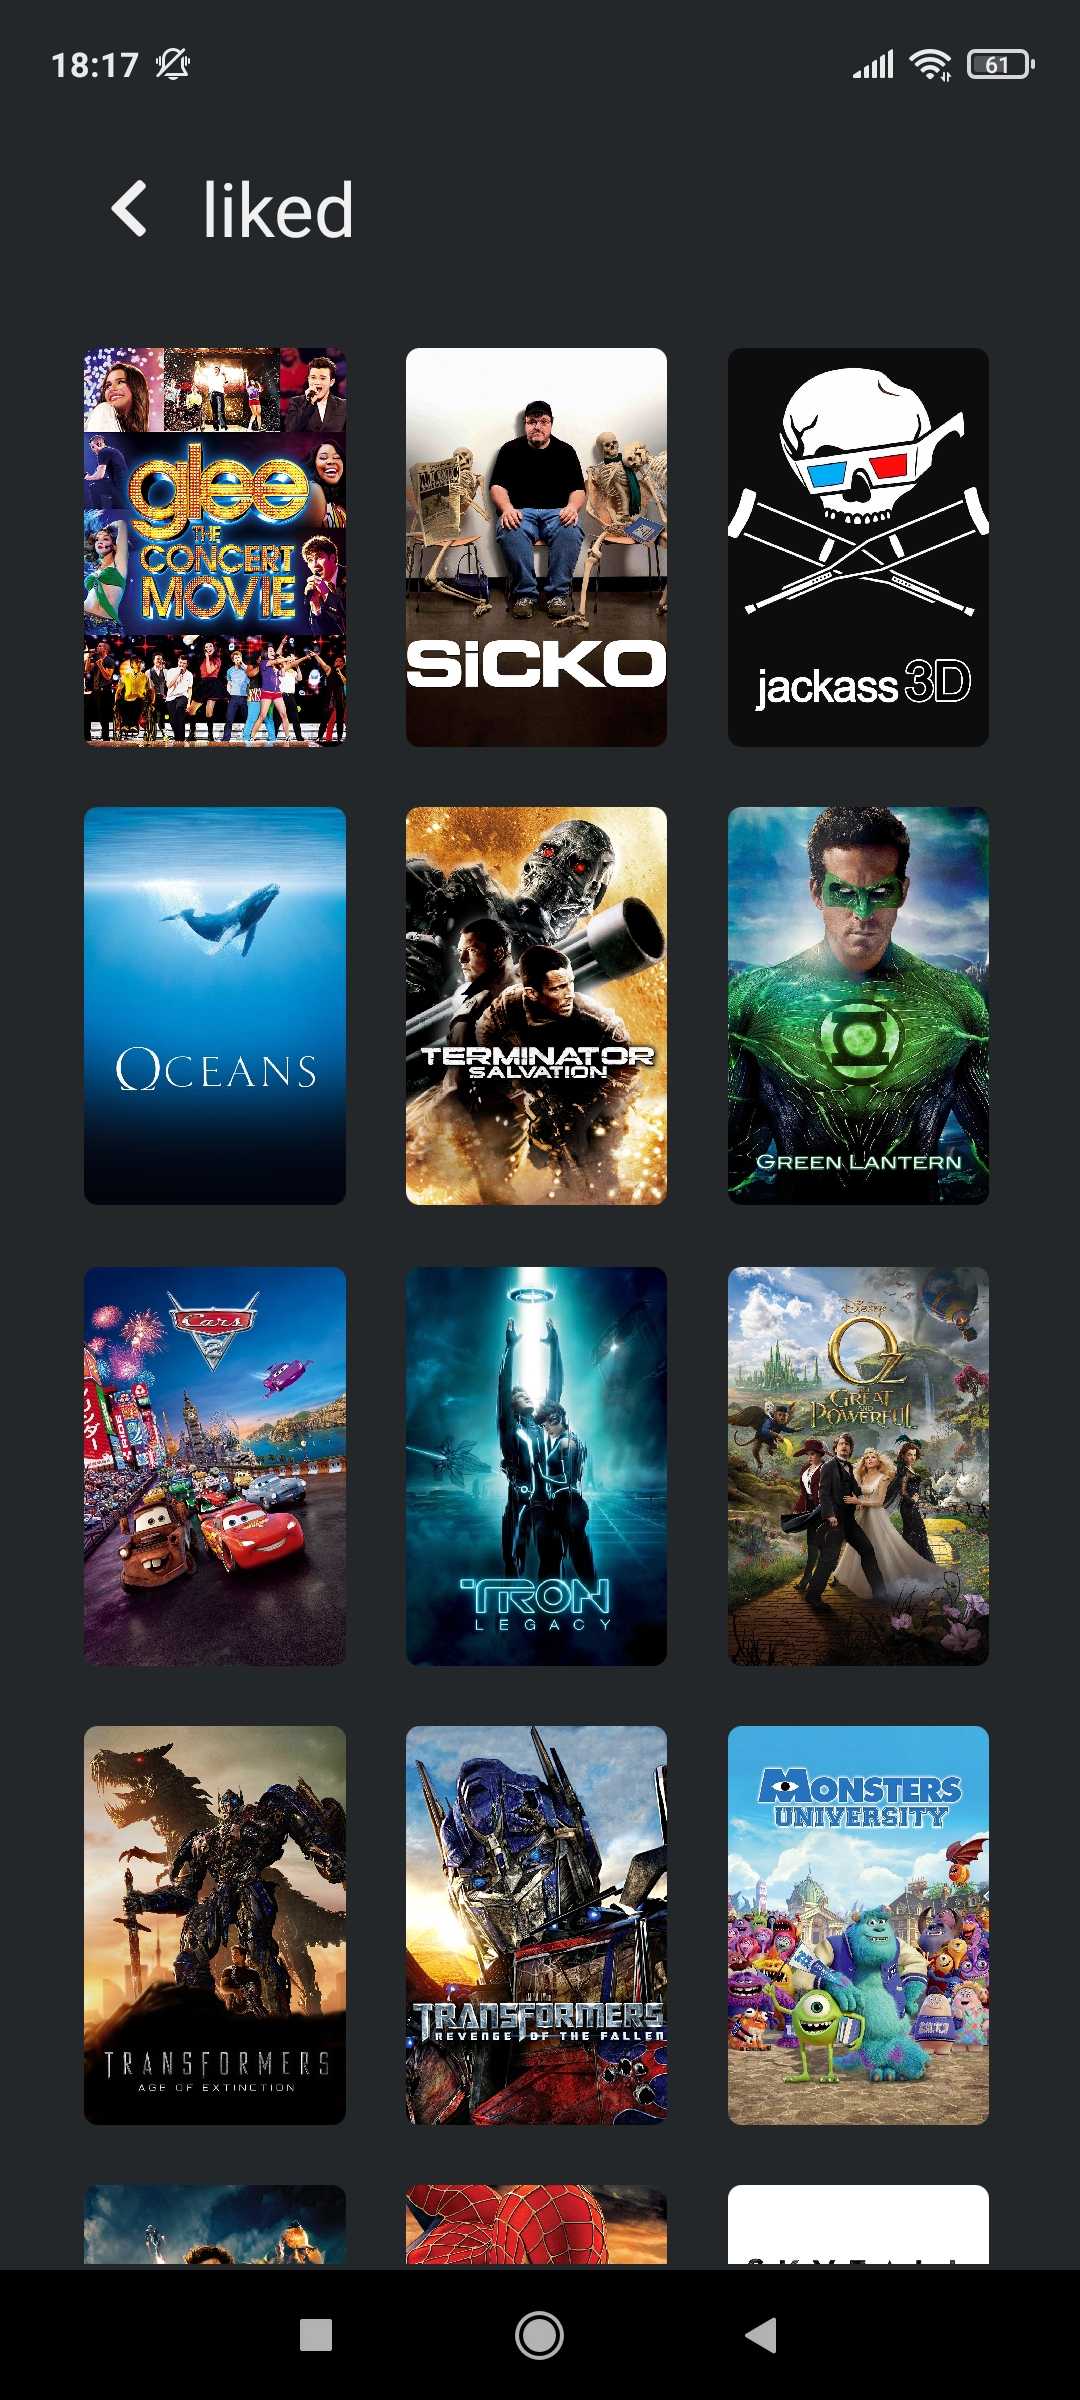 18:17
61
liked
glee
THE
CONCERT
MOVIE
SiCKO
jackass 3D
OCEANS
TERMINATOR
SALVATION
GREEN LANTERN
Cars
2
TRON
LEGACY
Disney
OZ
THE
GREAT
AND
POWERFUL
TRANSFORMERS
AGE OF EXTINCTION
TRANSFORMERS
REVENGE OF THE FALLEN
MONSTERS
UNIVERSITY